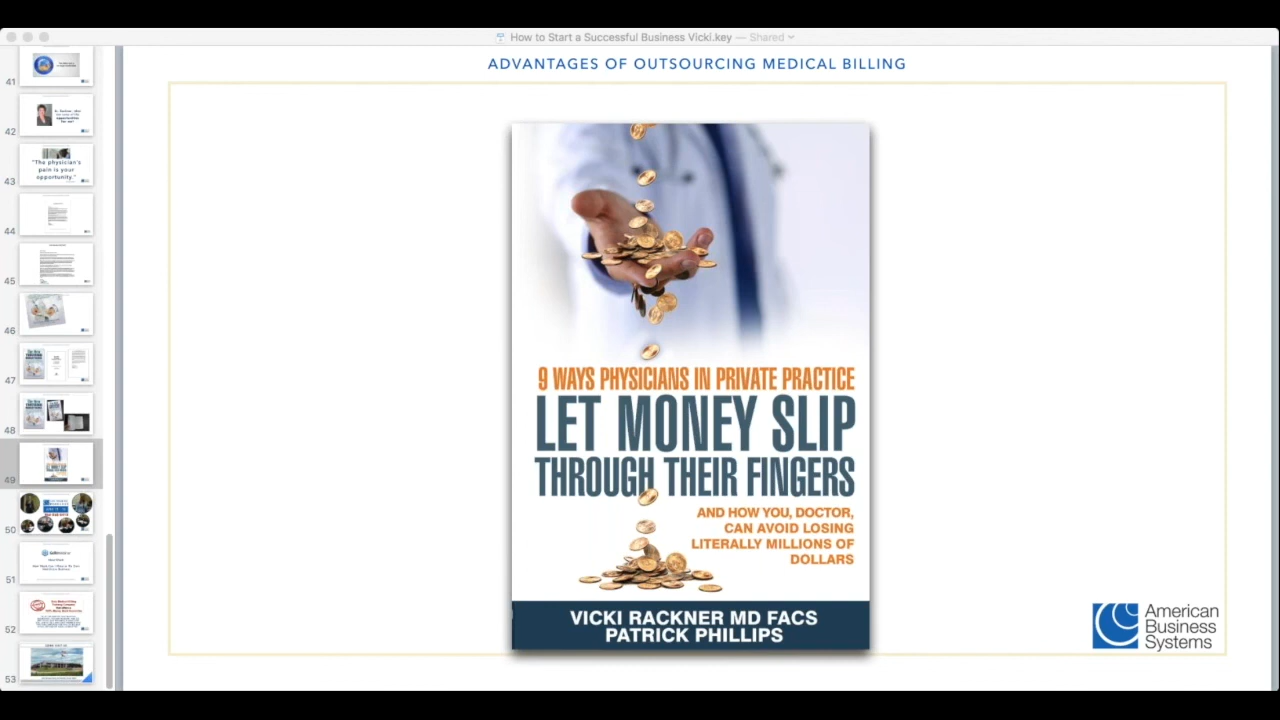 How to Start a Successful Business Vicki.key — Shared
ADVANTAGES OF OUTSOURCING MEDICAL BILLING
41
42
43
"The physician's
pain is your
opportunity."
44
45
46
47
48
49
50
51
52
53
9 WAYS PHYSICIANS IN PRIVATE PRACTICE
LET MONEY SLIP
THROUGH THEIR FINGERS
AND HOW YOU, DOCTOR,
CAN AVOID LOSING
LITERALLY MILLIONS OF
DOLLARS
VICKI RACKNER MD FACS
PATRICK PHILLIPS
American
Business
Systems